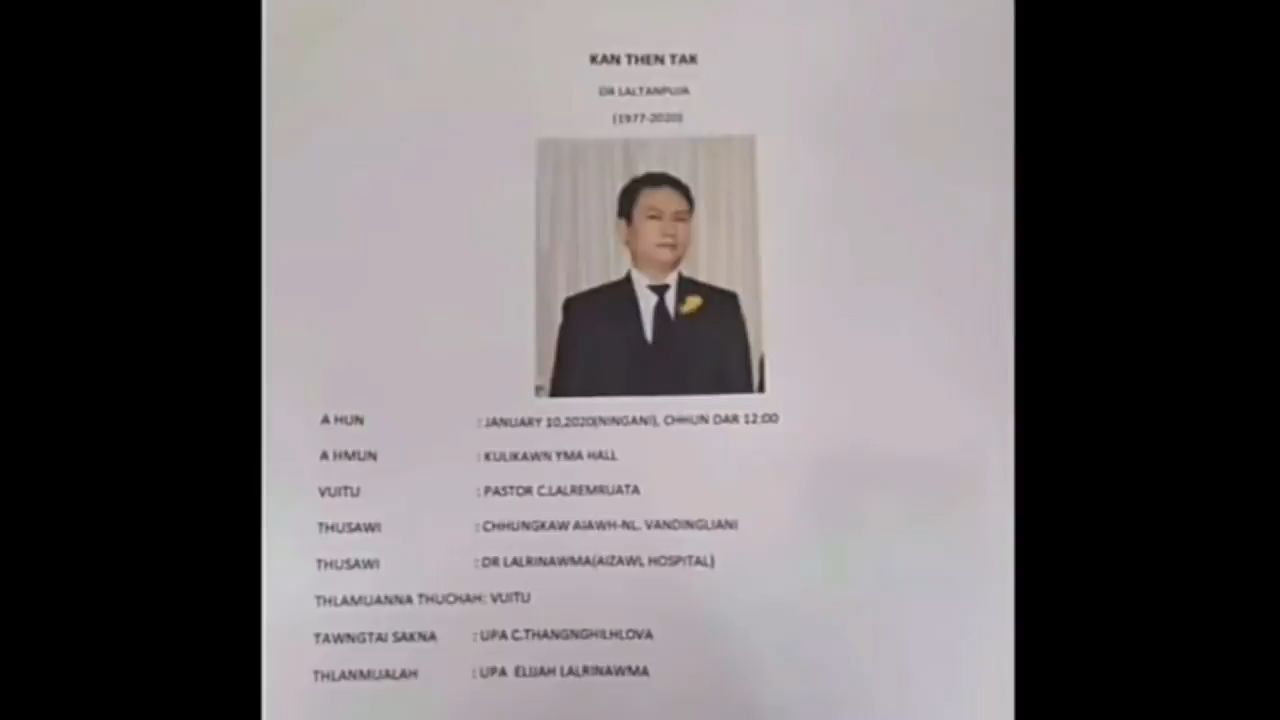 KAN THEN TAK
DR LALTANPUIA
(1977-2020)
A HUN : JANUARY 10,2020(NINGANI), CHHUN DAR 12:00
A HMUN : KULIKAWN YMA HALL
VUITU : PASTOR C.LALREMRUATA
THUSAWI : CHHUNGKAW AIAWH-NL. VANDINGLIANI
THUSAWI : DR LALRINAWMA(AIZAWL HOSPITAL)
THLAMUANNA THUCHAH: VUITU
TAWNGTAI SAKNA : UPA C.THANGNGHILHLOVA
THLANMUALAH : UPA ELIJAH LALRINAWMA